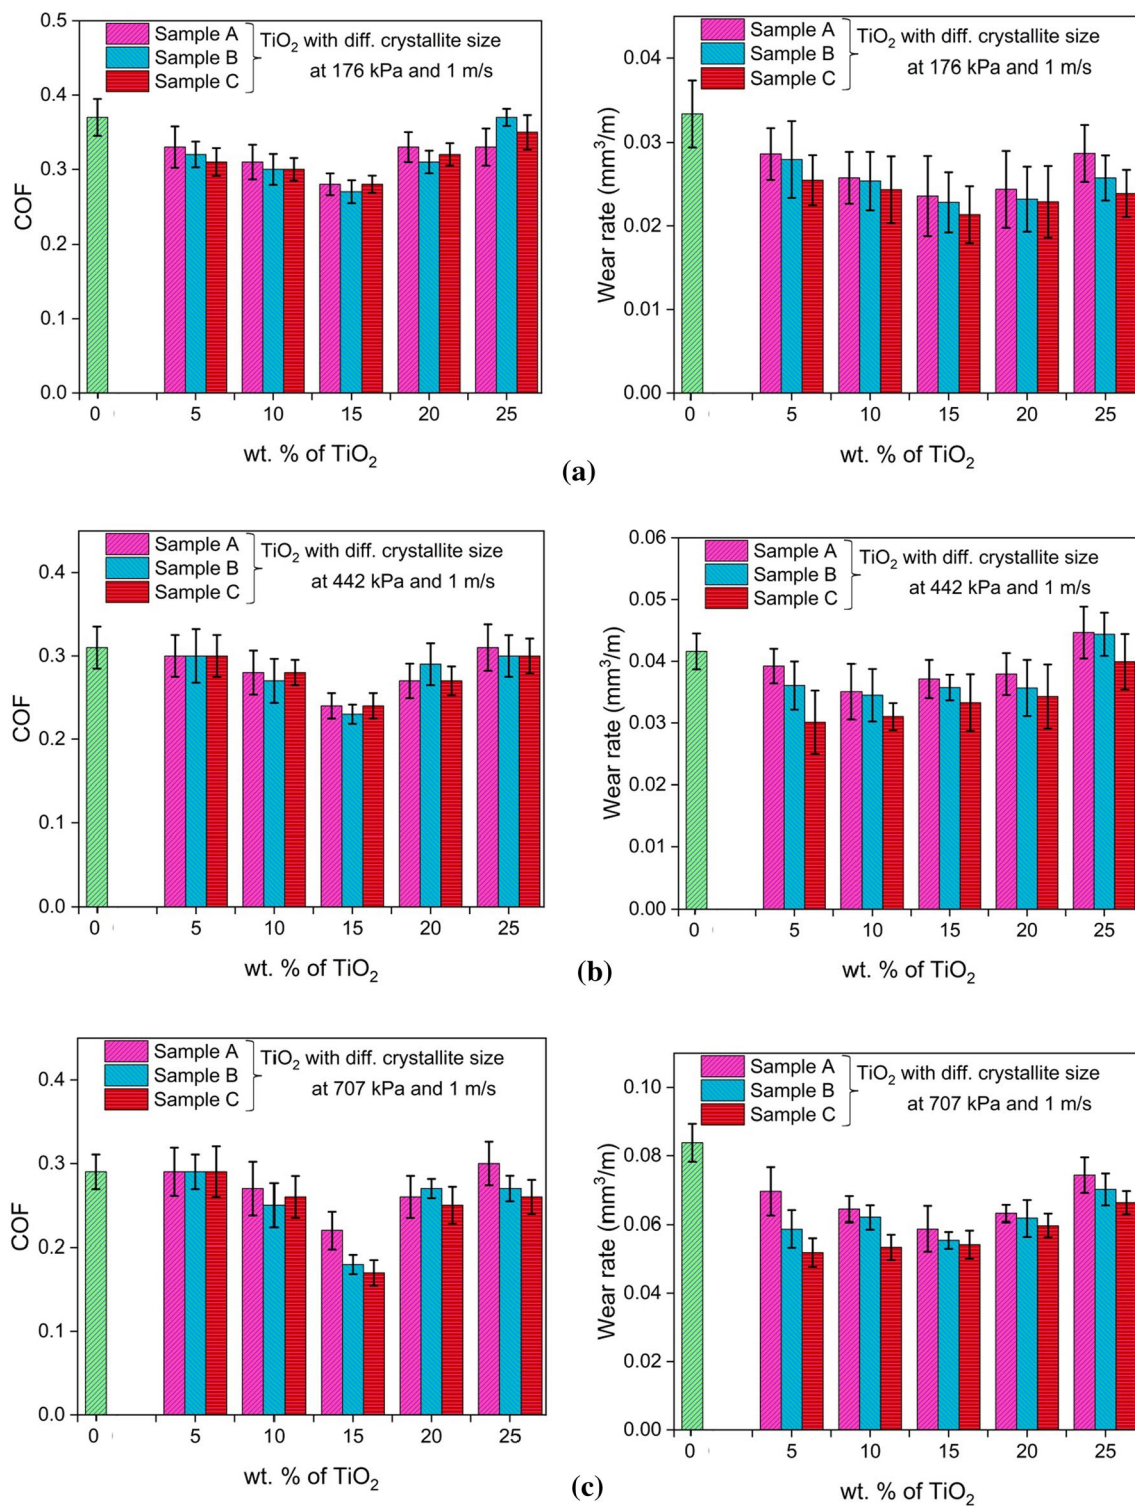 0.5
0.4
0.3
0.2
0.1
0.0
COF
Sample A
Sample B
Sample C
TiO2 with diff. crystallite size
at 176 kPa and 1 m/s
0 5 10 15 20 25
wt. % of TiO2
0.04
0.03
0.02
0.01
0.00
Wear rate (mm3/m)
Sample A
Sample B
Sample C
TiO2 with diff. crystallite size
at 176 kPa and 1 m/s
0 5 10 15 20 25
wt. % of TiO2
(a)
0.4
0.3
0.2
0.1
0.0
COF
Sample A
Sample B
Sample C
TiO2 with diff. crystallite size
at 442 kPa and 1 m/s
0 5 10 15 20 25
wt. % of TiO2
0.06
0.05
0.04
0.03
0.02
0.01
0.00
Wear rate (mm3/m)
Sample A
Sample B
Sample C
TiO2 with diff. crystallite size
at 442 kPa and 1 m/s
0 5 10 15 20 25
wt. % of TiO2
(b)
0.4
0.3
0.2
0.1
0.0
COF
Sample A
Sample B
Sample C
TiO2 with diff. crystallite size
at 707 kPa and 1 m/s
0 5 10 15 20 25
wt. % of TiO2
0.10
0.08
0.06
0.04
0.02
0.00
Wear rate (mm3/m)
Sample A
Sample B
Sample C
TiO2 with diff. crystallite size
at 707 kPa and 1 m/s
0 5 10 15 20 25
wt. % of TiO2
(c)